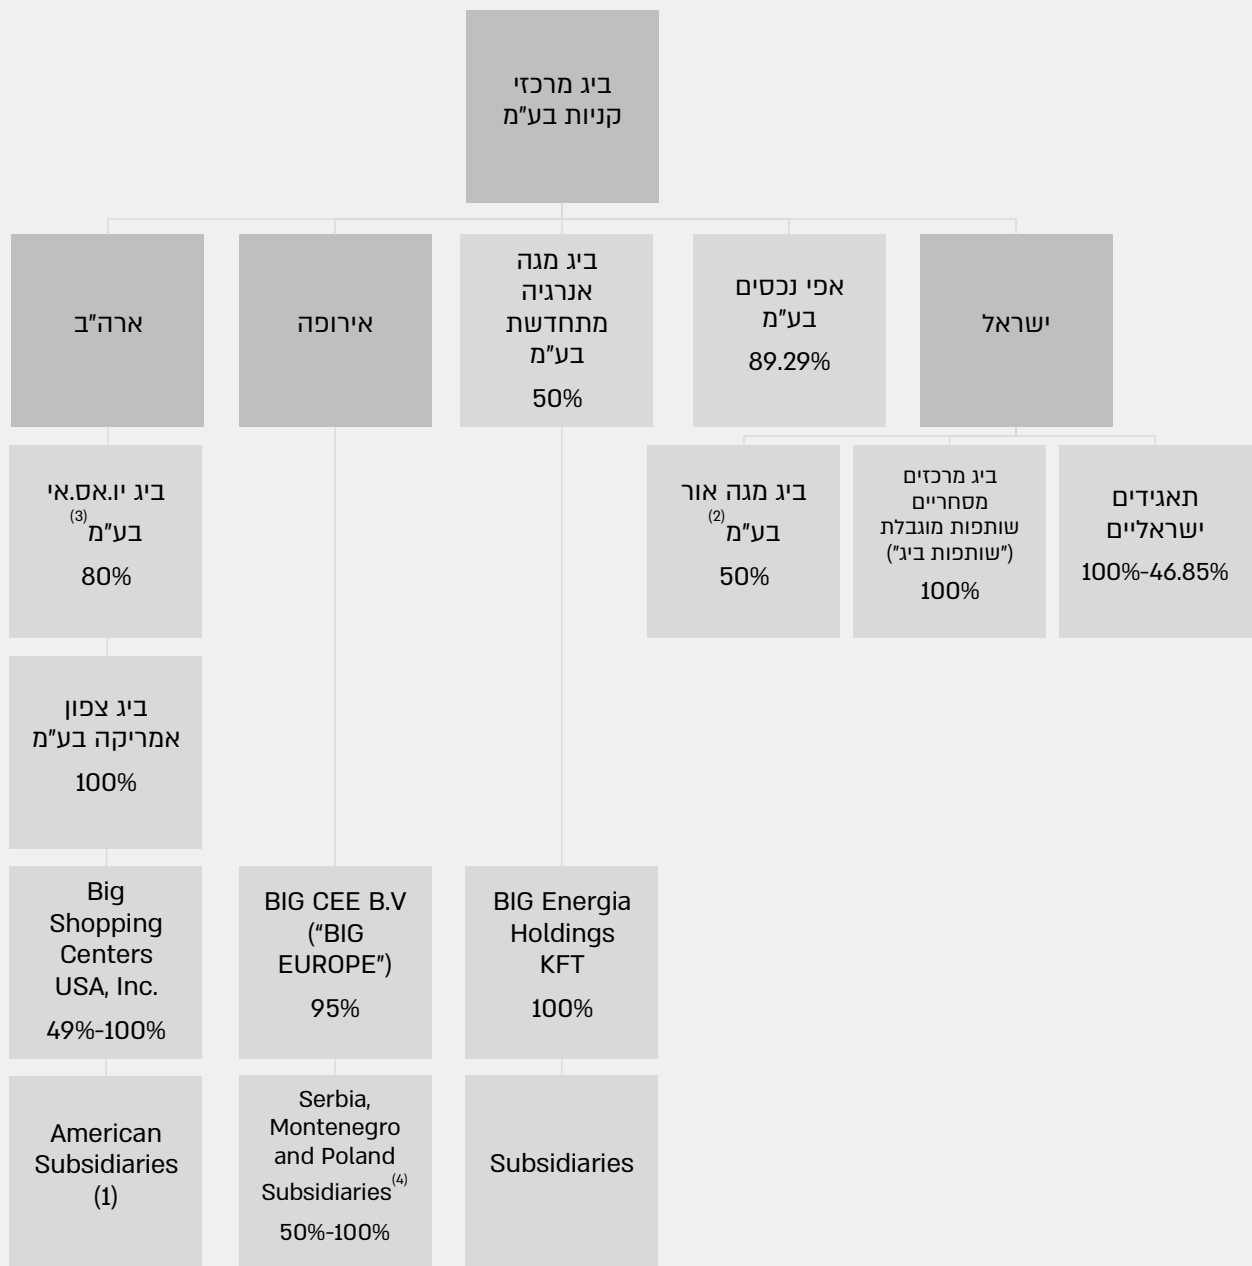 ביג מרכזי
קניות בע"מ
ישראל
אפי נכסים
בע"מ
89.29%
ביג מגה
אנרגיה
מתחדשת
בע"מ
50%
אירופה
ארה"ב
תאגידים
ישראליים
100%-46.85%
ביג מרכזים
מסחריים
שותפות מוגבלת
("שותפות ביג")
100%
ביג מגה אור
בע"מ(2)
50%
ביג יו.אס.אי
בע"מ(3)
80%
ביג צפון
אמריקה בע"מ
100%
Big
Shopping
Centers
USA, Inc.
49%-100%
BIG CEE B.V
("BIG
EUROPE")
95%
BIG Energia
Holdings
KFT
100%
American
Subsidiaries
(1)
Serbia,
Montenegro
and Poland
Subsidiaries(4)
50%-100%
Subsidiaries